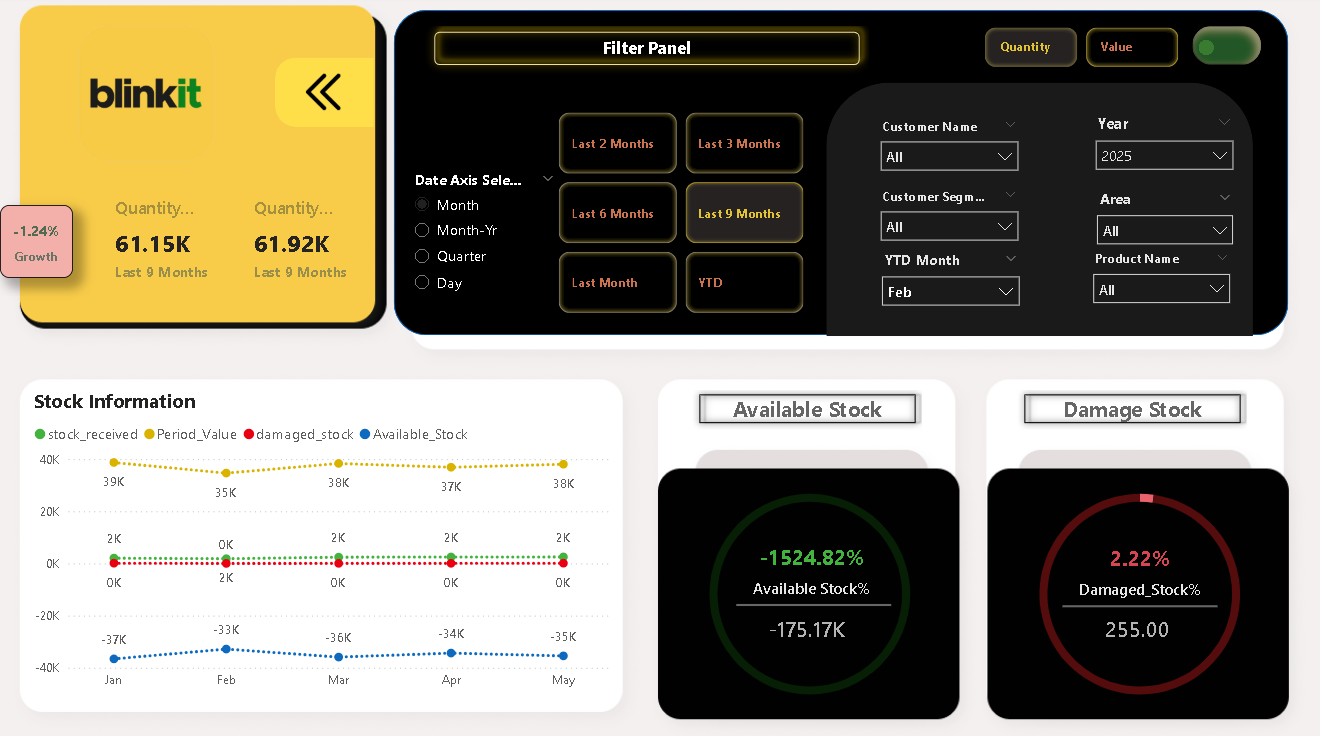 blinkit
Quantity...
61.15K
Last 9 Months
Quantity...
61.92K
Last 9 Months
-1.24%
Growth
Filter Panel
Quantity
Value
Date Axis Sele...
Month
Month-Yr
Quarter
Day
Last 2 Months
Last 3 Months
Last 6 Months
Last 9 Months
Last Month
YTD
Customer Name
All
Year
2025
Customer Segm...
All
Area
All
YTD Month
Feb
Product Name
All
Stock Information
stock_received Period_Value damaged_stock Available_Stock
40K
20K
0K
-20K
-40K
39K 35K 38K 37K 38K
2K 0K 2K 2K 2K
0K 2K 0K 0K 0K
-37K -33K -36K -34K -35K
Jan Feb Mar Apr May
Available Stock
-1524.82%
Available Stock%
-175.17K
Damage Stock
2.22%
Damaged_Stock%
255.00